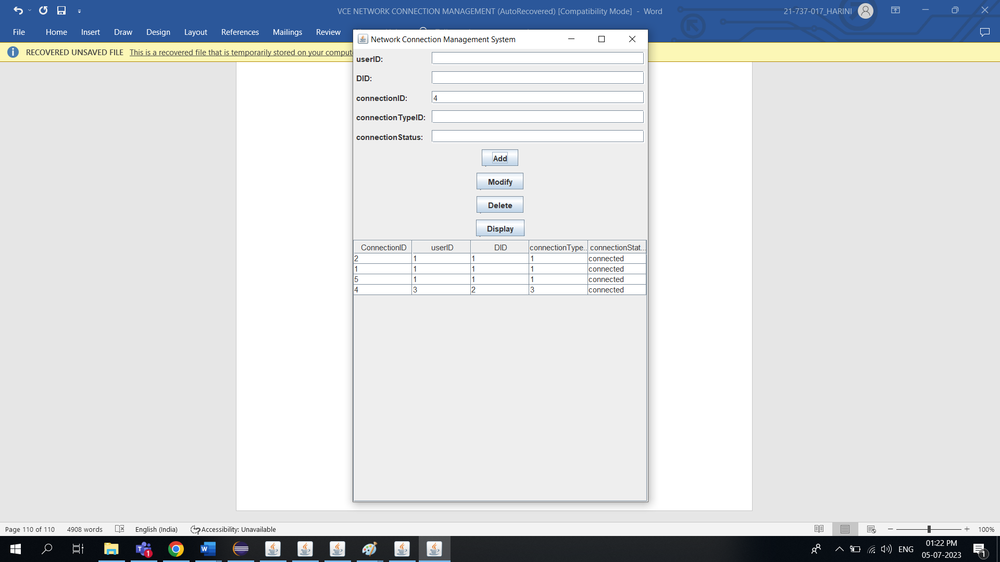 VCE NETWORK CONNECTION MANAGEMENT (AutoRecovered) [Compatibility Mode] - Word
21-737-017_HARINI
File Home Insert Draw Design Layout References Mailings Review
RECOVERED UNSAVED FILE This is a recovered file that is temporarily stored on your comput
Network Connection Management System
userID:
DID:
connectionID: 4
connectionTypeID:
connectionStatus:
Add
Modify
Delete
Display
ConnectionID userID DID connectionType... connectionStat...
2 1 1 1 connected
1 1 1 1 connected
5 1 1 1 connected
4 3 2 3 connected
Page 110 of 110 4908 words English (India) Accessibility: Unavailable 100%
1 W ENG 01:22 PM 1
05-07-2023